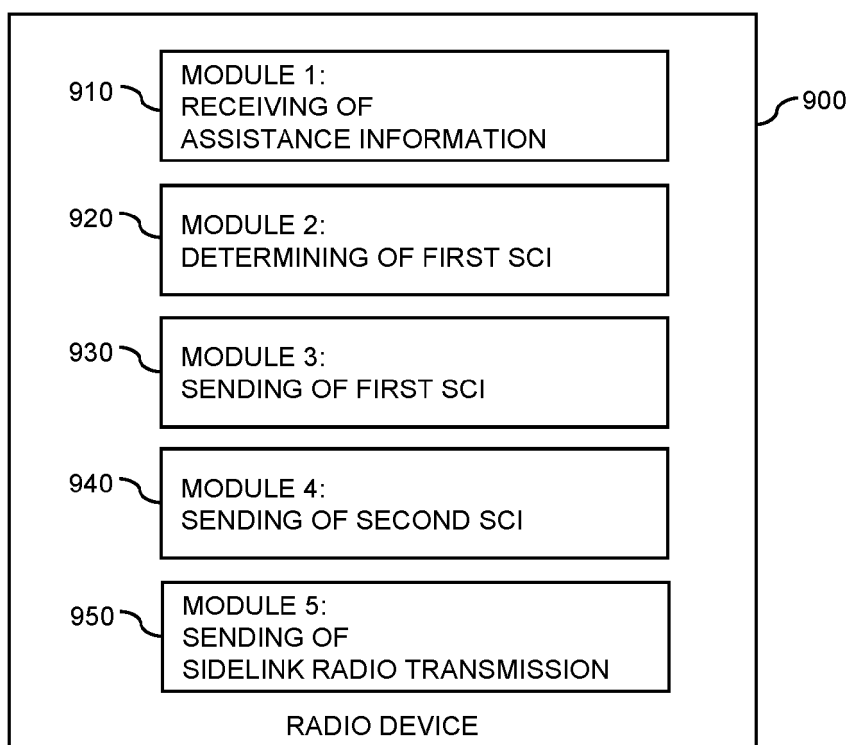 910
MODULE 1:
RECEIVING OF
ASSISTANCE INFORMATION
900
920
MODULE 2:
DETERMINING OF FIRST SCI
930
MODULE 3:
SENDING OF FIRST SCI
940
MODULE 4:
SENDING OF SECOND SCI
950
MODULE 5:
SENDING OF
SIDELINK RADIO TRANSMISSION
RADIO DEVICE